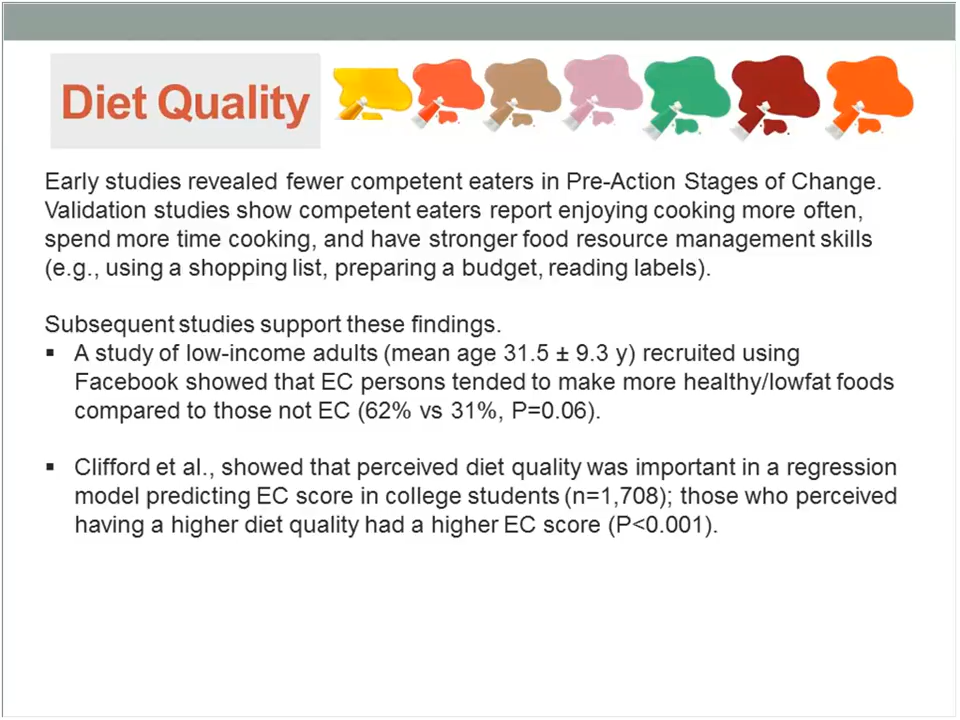 Diet Quality
Early studies revealed fewer competent eaters in Pre-Action Stages of Change.
Validation studies show competent eaters report enjoying cooking more often,
spend more time cooking, and have stronger food resource management skills
(e.g., using a shopping list, preparing a budget, reading labels).
Subsequent studies support these findings.
▪ A study of low-income adults (mean age 31.5 ± 9.3 y) recruited using
Facebook showed that EC persons tended to make more healthy/lowfat foods
compared to those not EC (62% vs 31%, P=0.06).
▪ Clifford et al., showed that perceived diet quality was important in a regression
model predicting EC score in college students (n=1,708); those who perceived
having a higher diet quality had a higher EC score (P<0.001).